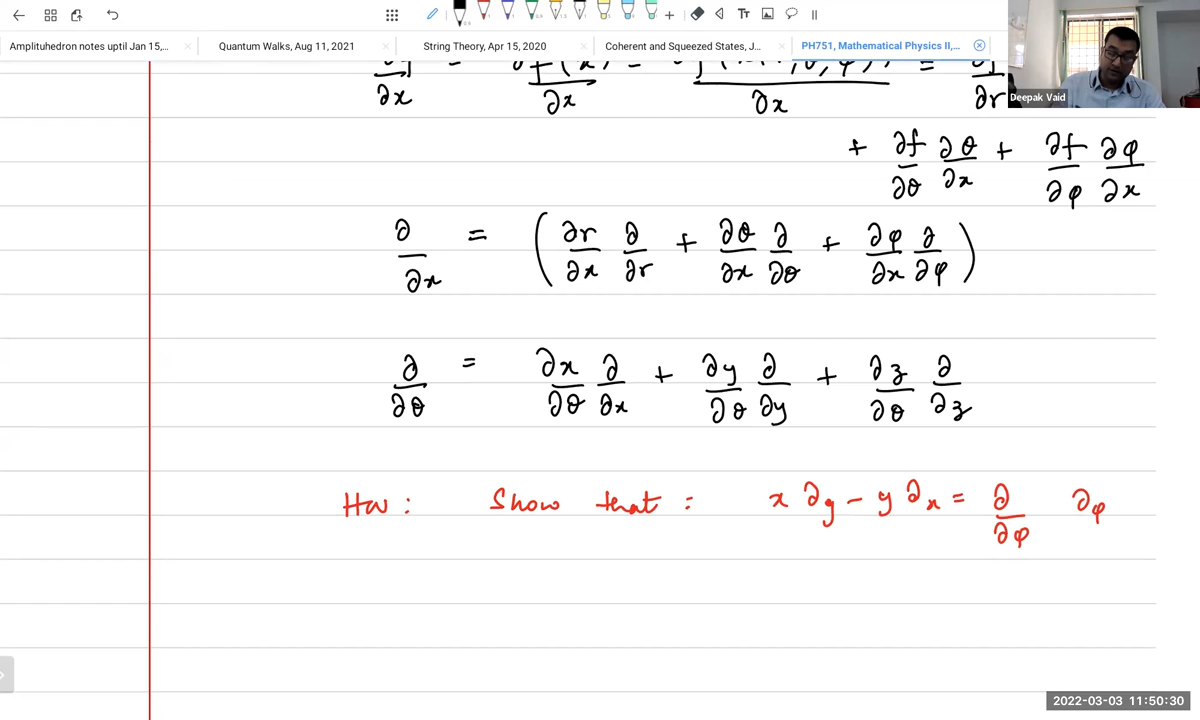 Amplituhedron notes uptil Jan 15,...
Quantum Walks, Aug 11, 2021
String Theory, Apr 15, 2020
Coherent and Squeezed States, J...
PH751, Mathematical Physics II,...
Deepak Vaid
∂x ∂x ∂x ∂r
+ ∂f/∂θ ∂θ/∂x + ∂f/∂φ ∂φ/∂x
∂/∂x = ( ∂r/∂x ∂/∂r + ∂θ/∂x ∂/∂θ + ∂φ/∂x ∂/∂φ )
∂/∂θ = ∂x/∂θ ∂/∂x + ∂y/∂θ ∂/∂y + ∂z/∂θ ∂/∂z
HW : Show that : x ∂y − y ∂x = ∂/∂φ ∂φ
2022-03-03 11:50:30